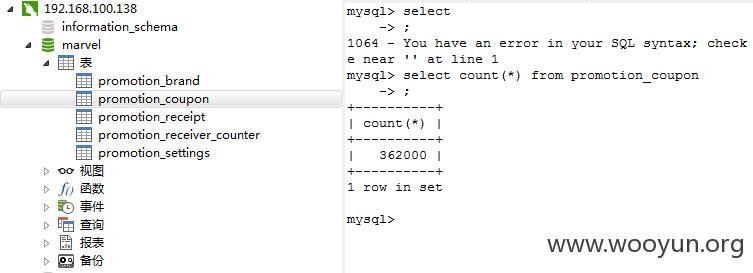 192.168.100.138
information_schema
marvel
表
promotion_brand
promotion_coupon
promotion_receipt
promotion_receiver_counter
promotion_settings
视图
函数
事件
查询
报表
备份
mysql> select
-> ;
1064 - You have an error in your SQL syntax; check
e near '' at line 1
mysql> select count(*) from promotion_coupon
-> ;
+----------+
| count(*) |
+----------+
| 362000 |
+----------+
1 row in set
mysql>
www.wooyun.org